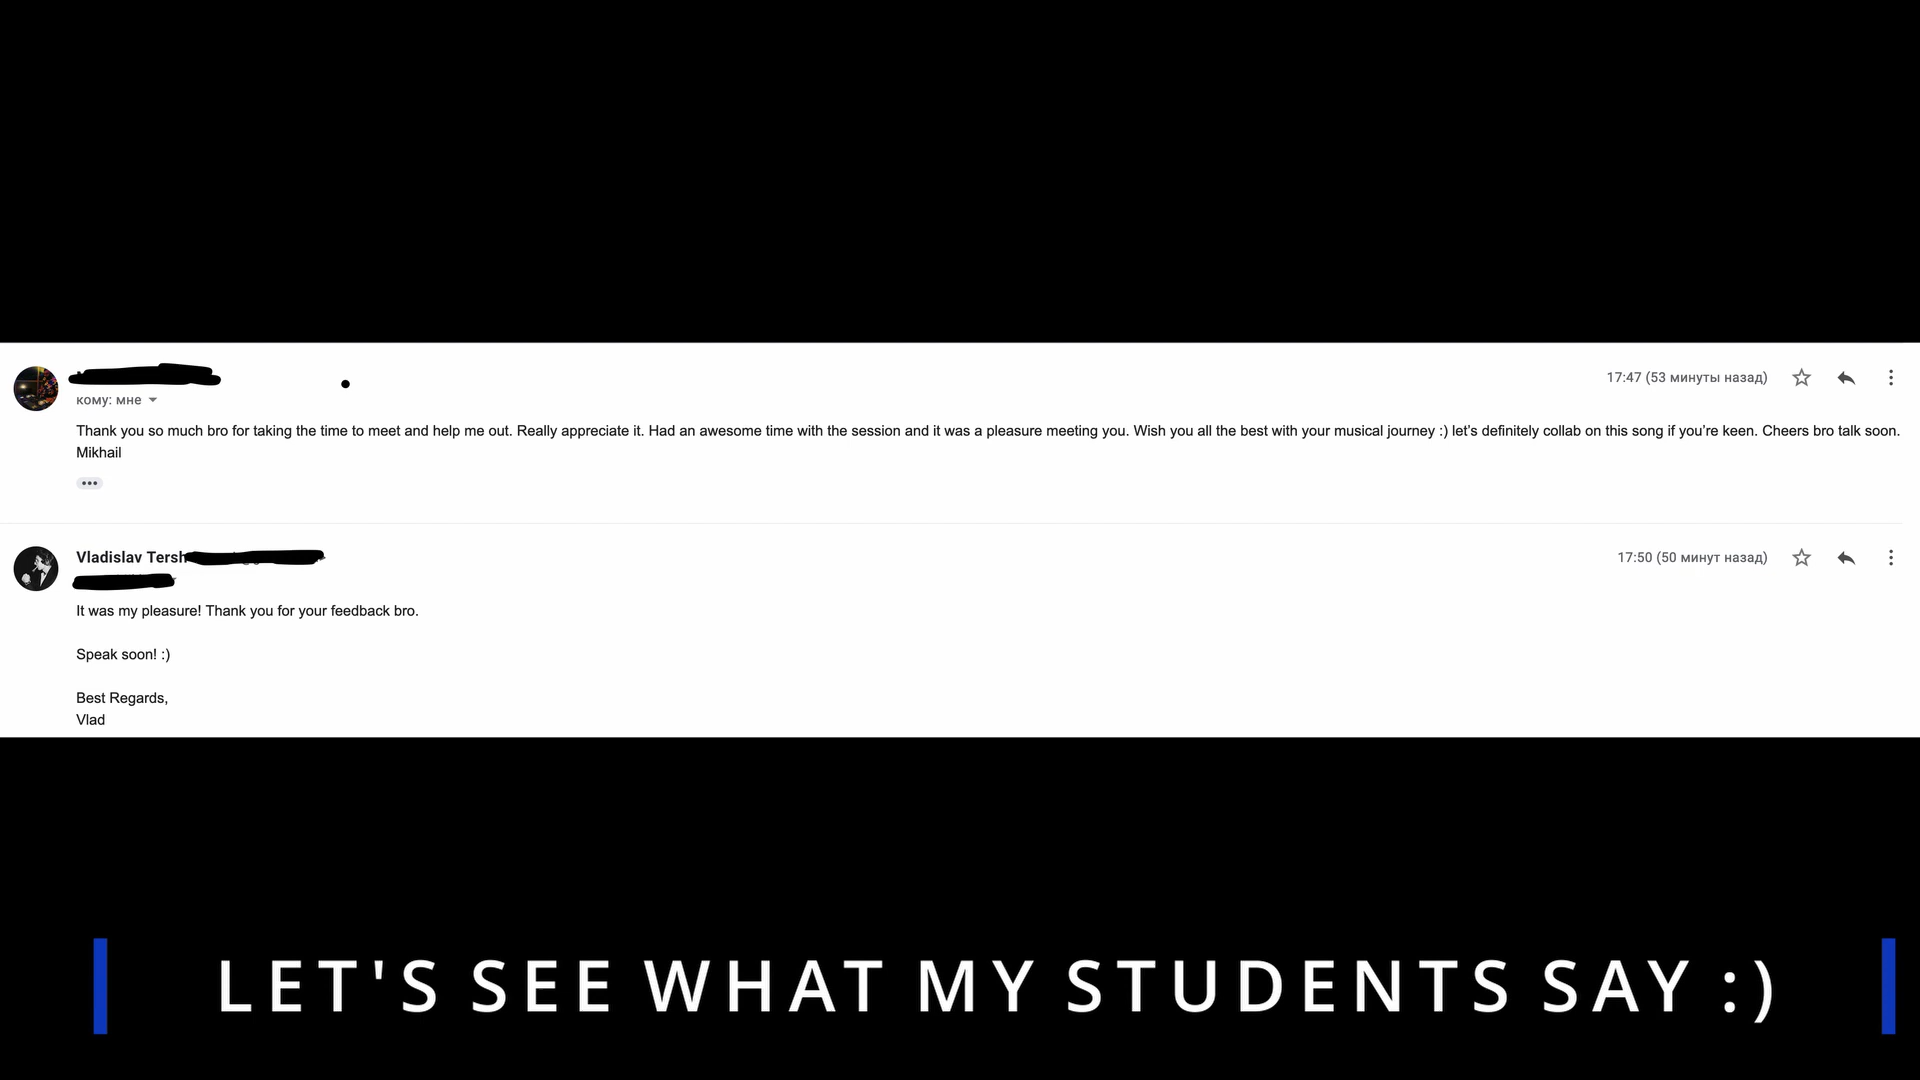 17:47 (53 минуты назад)
кому: мне
Thank you so much bro for taking the time to meet and help me out. Really appreciate it. Had an awesome time with the session and it was a pleasure meeting you. Wish you all the best with your musical journey :) let’s definitely collab on this song if you’re keen. Cheers bro talk soon.
Mikhail
Vladislav Tersh
17:50 (50 минут назад)
It was my pleasure! Thank you for your feedback bro.
Speak soon! :)
Best Regards,
Vlad
LET'S SEE WHAT MY STUDENTS SAY :)